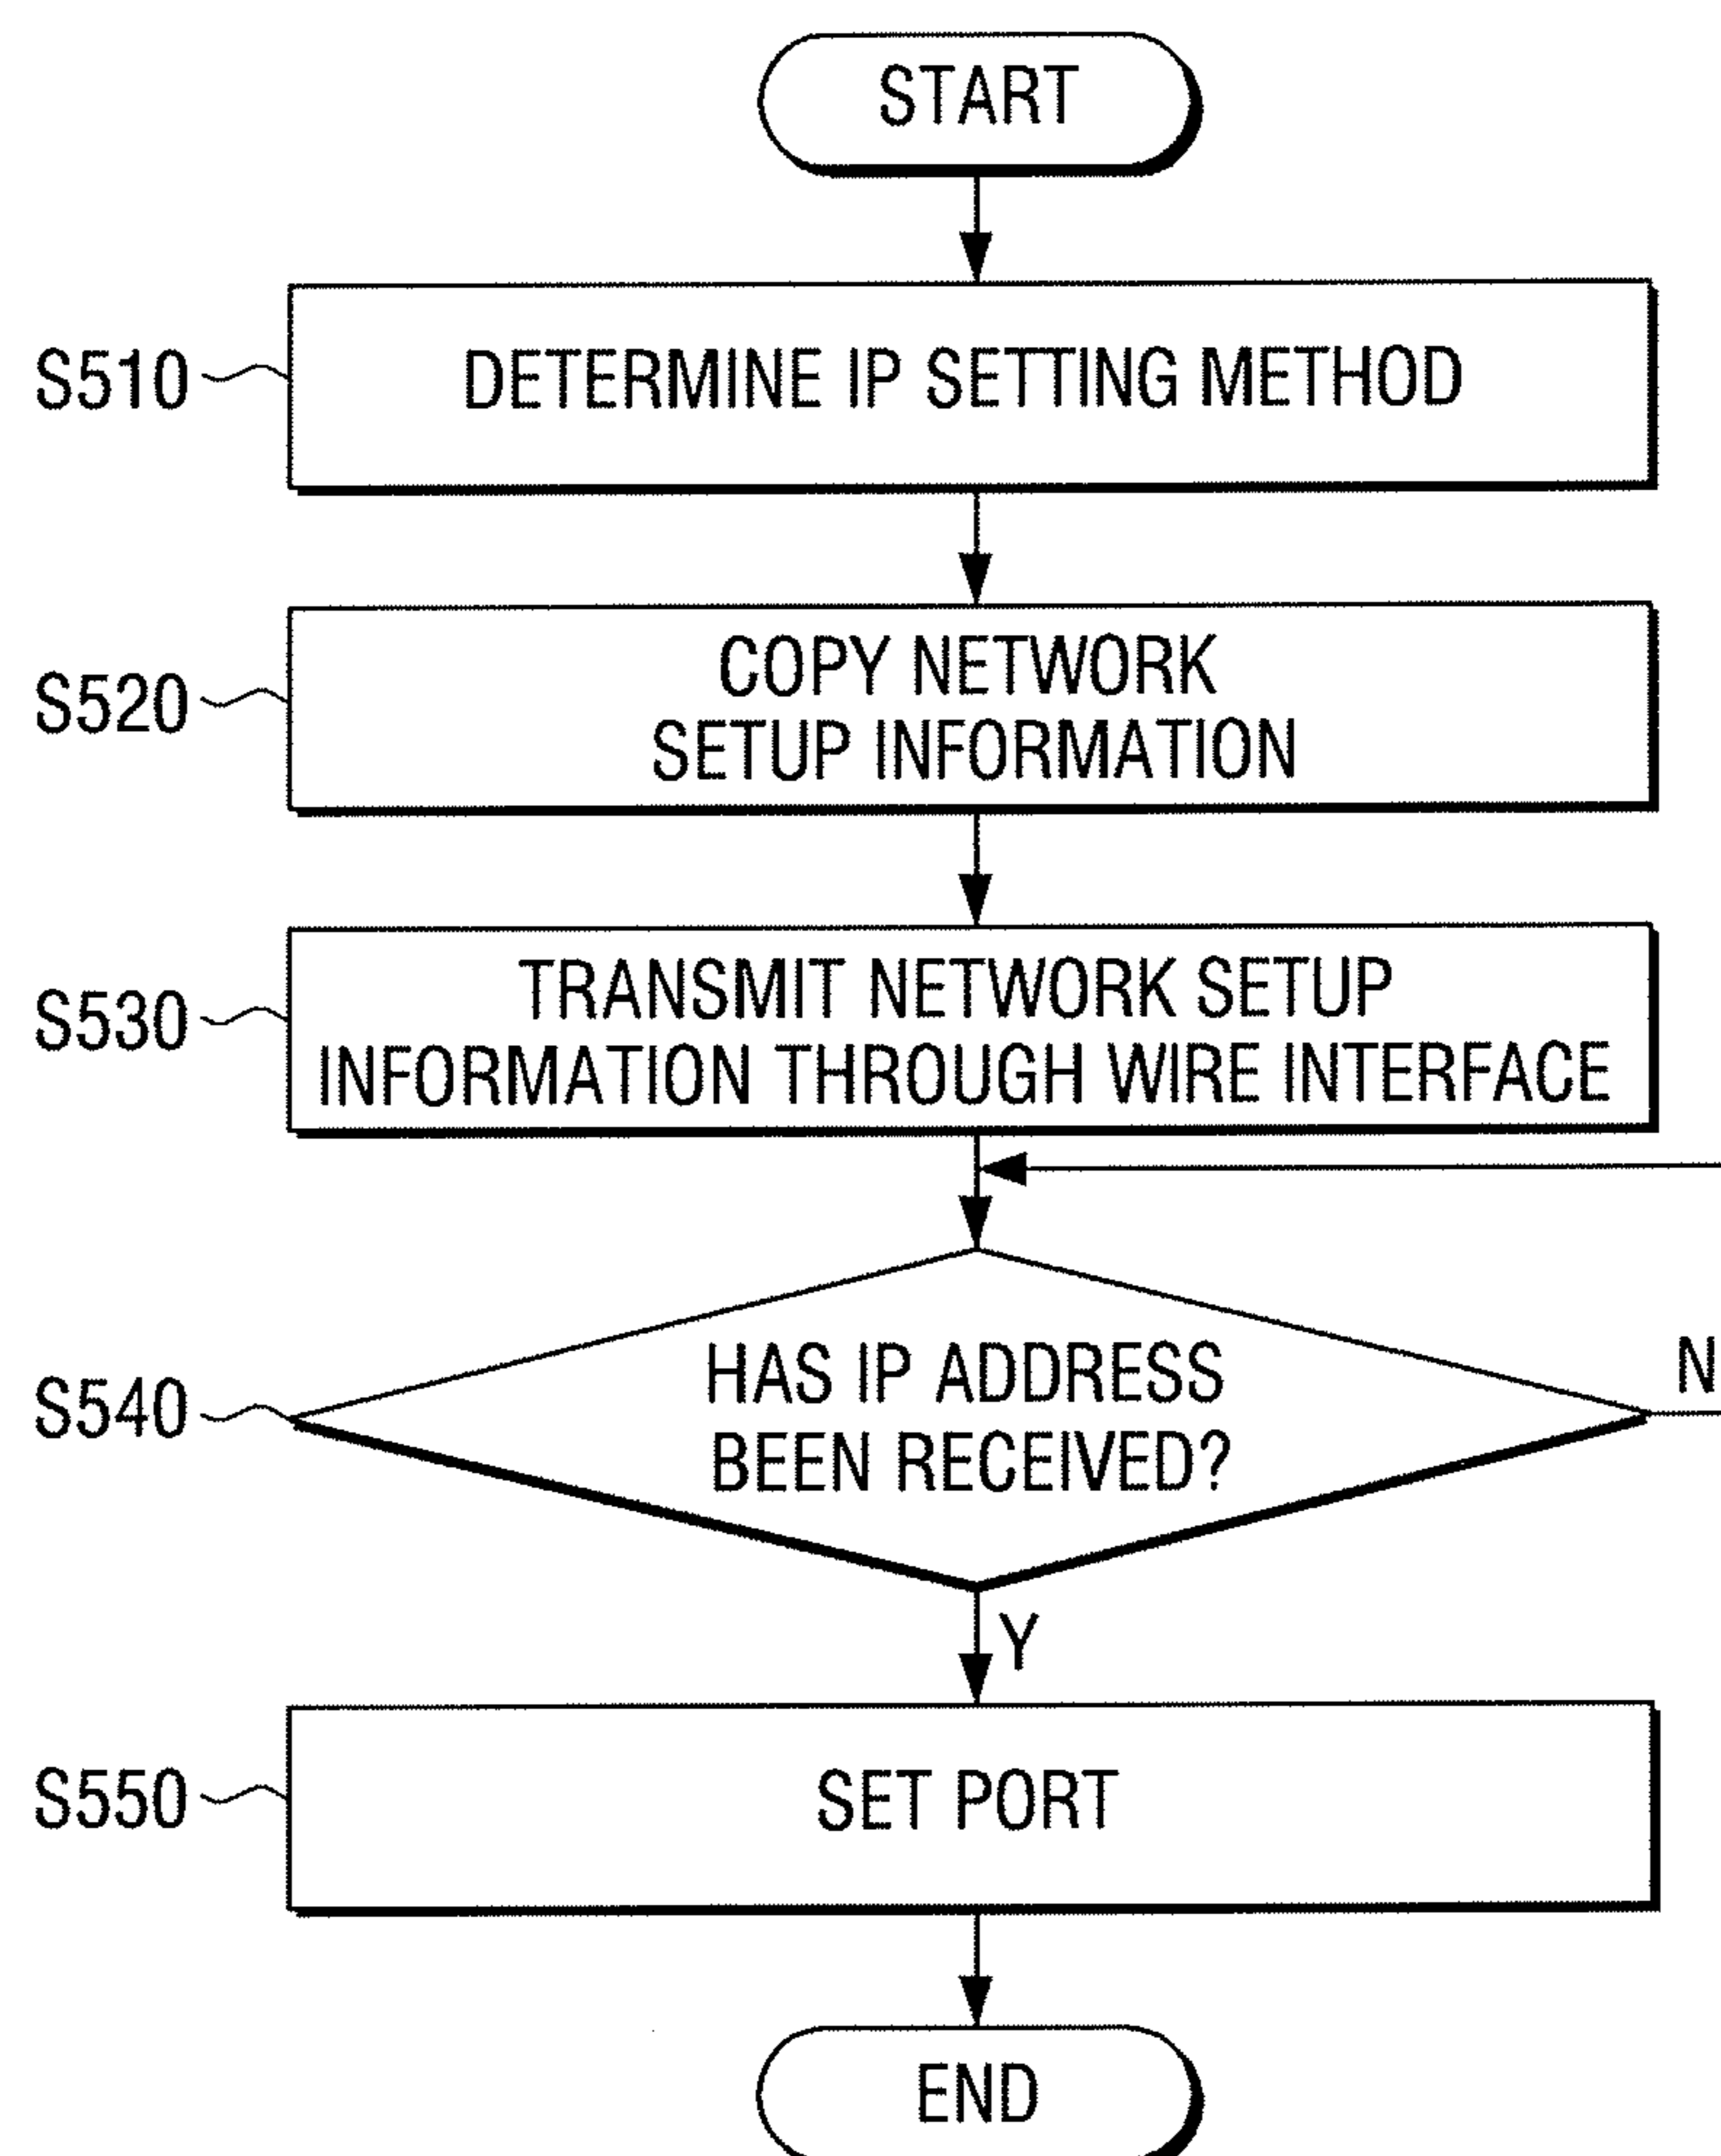 START
S510
DETERMINE IP SETTING METHOD
S520
COPY NETWORK
SETUP INFORMATION
S530
TRANSMIT NETWORK SETUP
INFORMATION THROUGH WIRE INTERFACE
S540
HAS IP ADDRESS
BEEN RECEIVED?
N
Y
S550
SET PORT
END